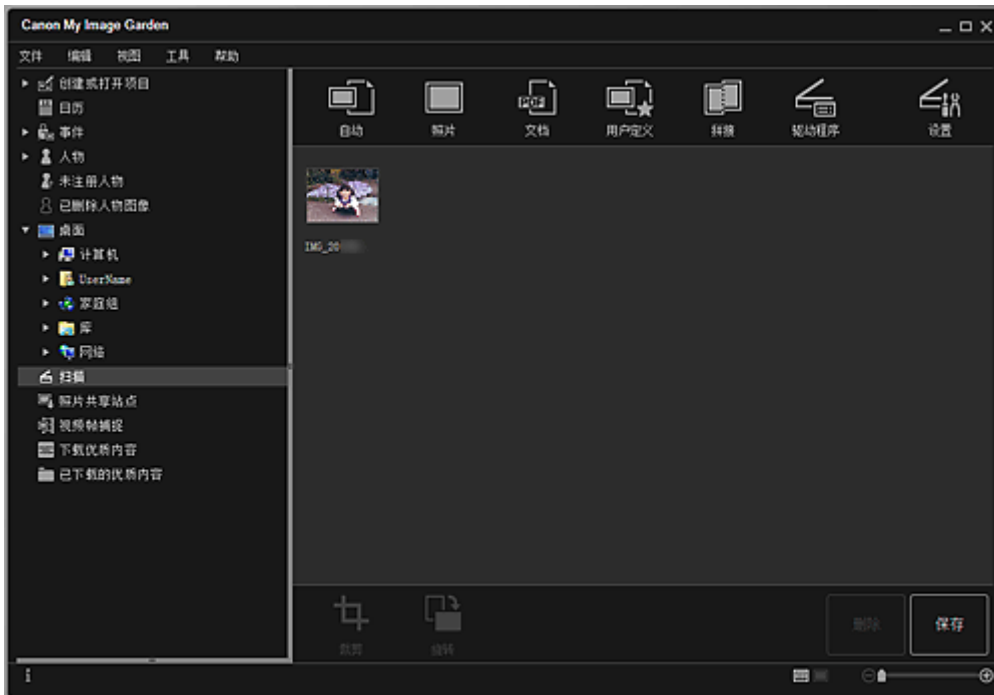 Canon My Image Garden
文件 编辑 视图 工具 帮助
创建或打开项目
日历
事件
人物
未注册人物
已删除人物图像
桌面
计算机
UserName
家庭组
库
网络
扫描
照片共享站点
视频帧捕捉
下载优质内容
已下载的优质内容
自动 照片 PDF 文档 用户定义 拼接 驱动程序 设置
IMG_20
裁剪 旋转 删除 保存